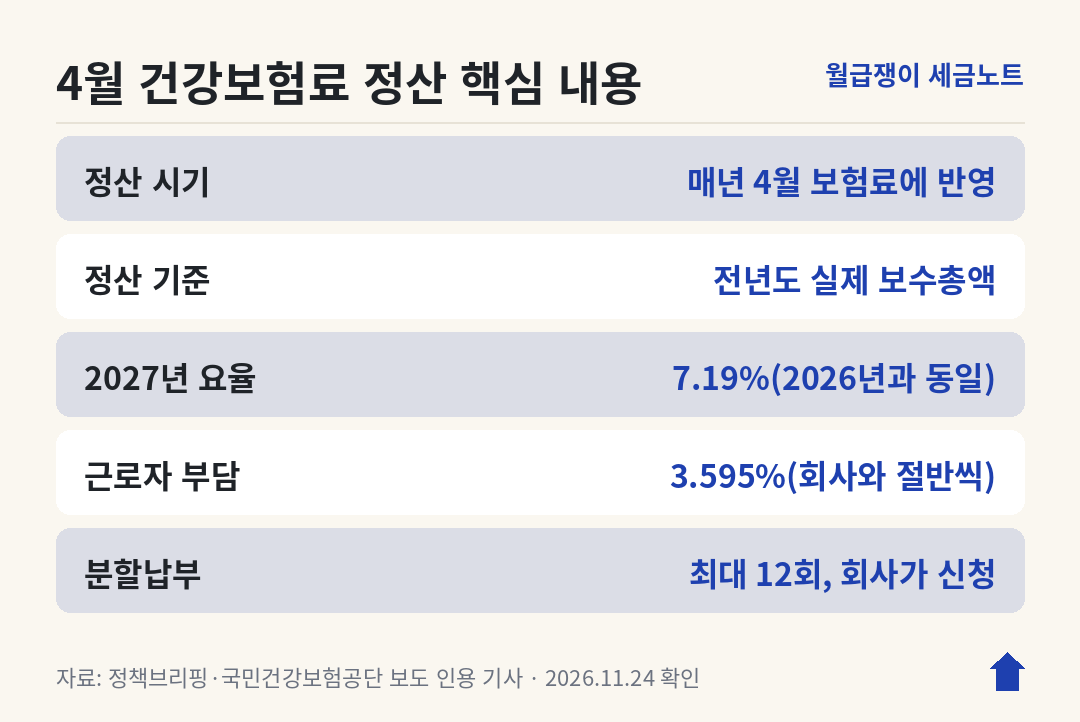 4월 건강보험료 정산 핵심 내용
월급쟁이 세금노트
정산 시기
매년 4월 보험료에 반영
정산 기준
전년도 실제 보수총액
2027년 요율
7.19%(2026년과 동일)
근로자 부담
3.595%(회사와 절반씩)
분할납부
최대 12회, 회사가 신청
자료: 정책브리핑·국민건강보험공단 보도 인용 기사 · 2026.11.24 확인